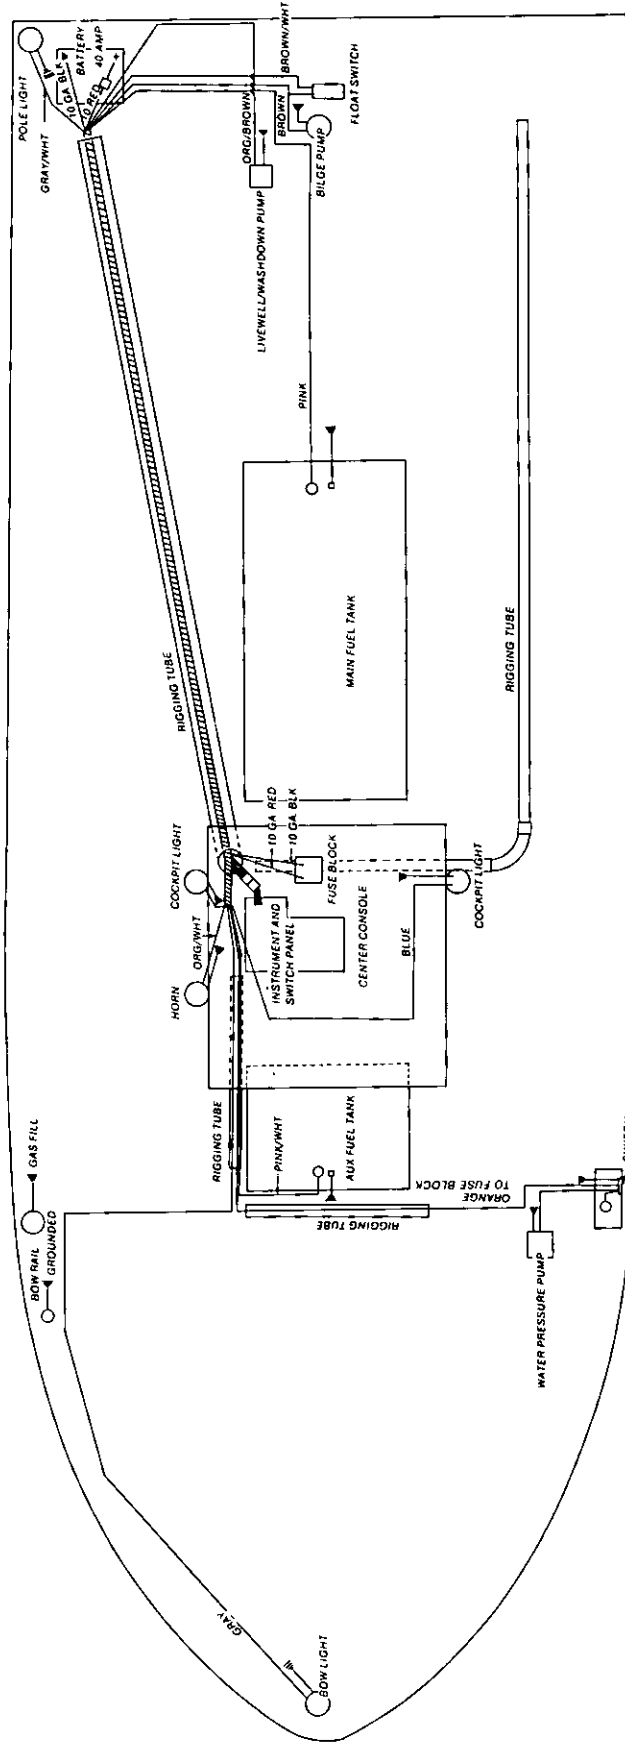 POLE LIGHT
GRAY/WHT
10 GA BLK
BATTERY
40 AMP
+
10 RED
BROWN/WHT
ORG/BROWN
BROWN
FLOAT SWITCH
BILGE PUMP
LIVEWELL/WASHDOWN PUMP
PINK
RIGGING TUBE
MAIN FUEL TANK
RIGGING TUBE
10 GA RED
10 GA. BLK
FUSE BLOCK
COCKPIT LIGHT
COCKPIT LIGHT
ORG/WHT
HORN
INSTRUMENT AND
SWITCH PANEL
CENTER CONSOLE
BLUE
RIGGING TUBE
PINK/WHT
AUX FUEL TANK
ORANGE
TO FUSE BLOCK
RIGGING TUBE
GAS FILL
BOW RAIL
GROUNDED
WATER PRESSURE PUMP
GRAY
BOW LIGHT